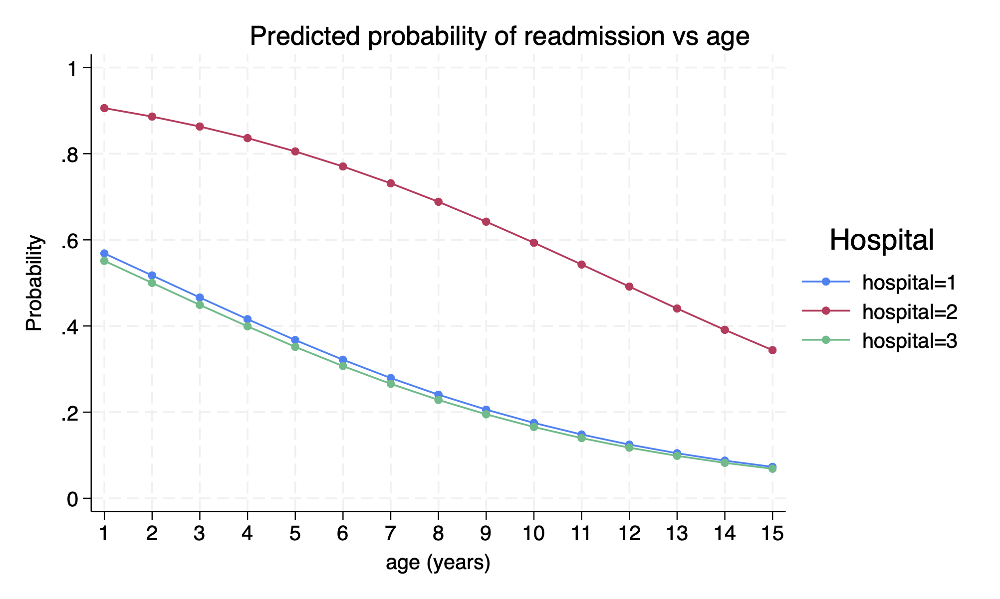 Predicted probability of readmission vs age
Probability
1
.8
.6
.4
.2
0
1 2 3 4 5 6 7 8 9 10 11 12 13 14 15
age (years)
Hospital
hospital=1
hospital=2
hospital=3